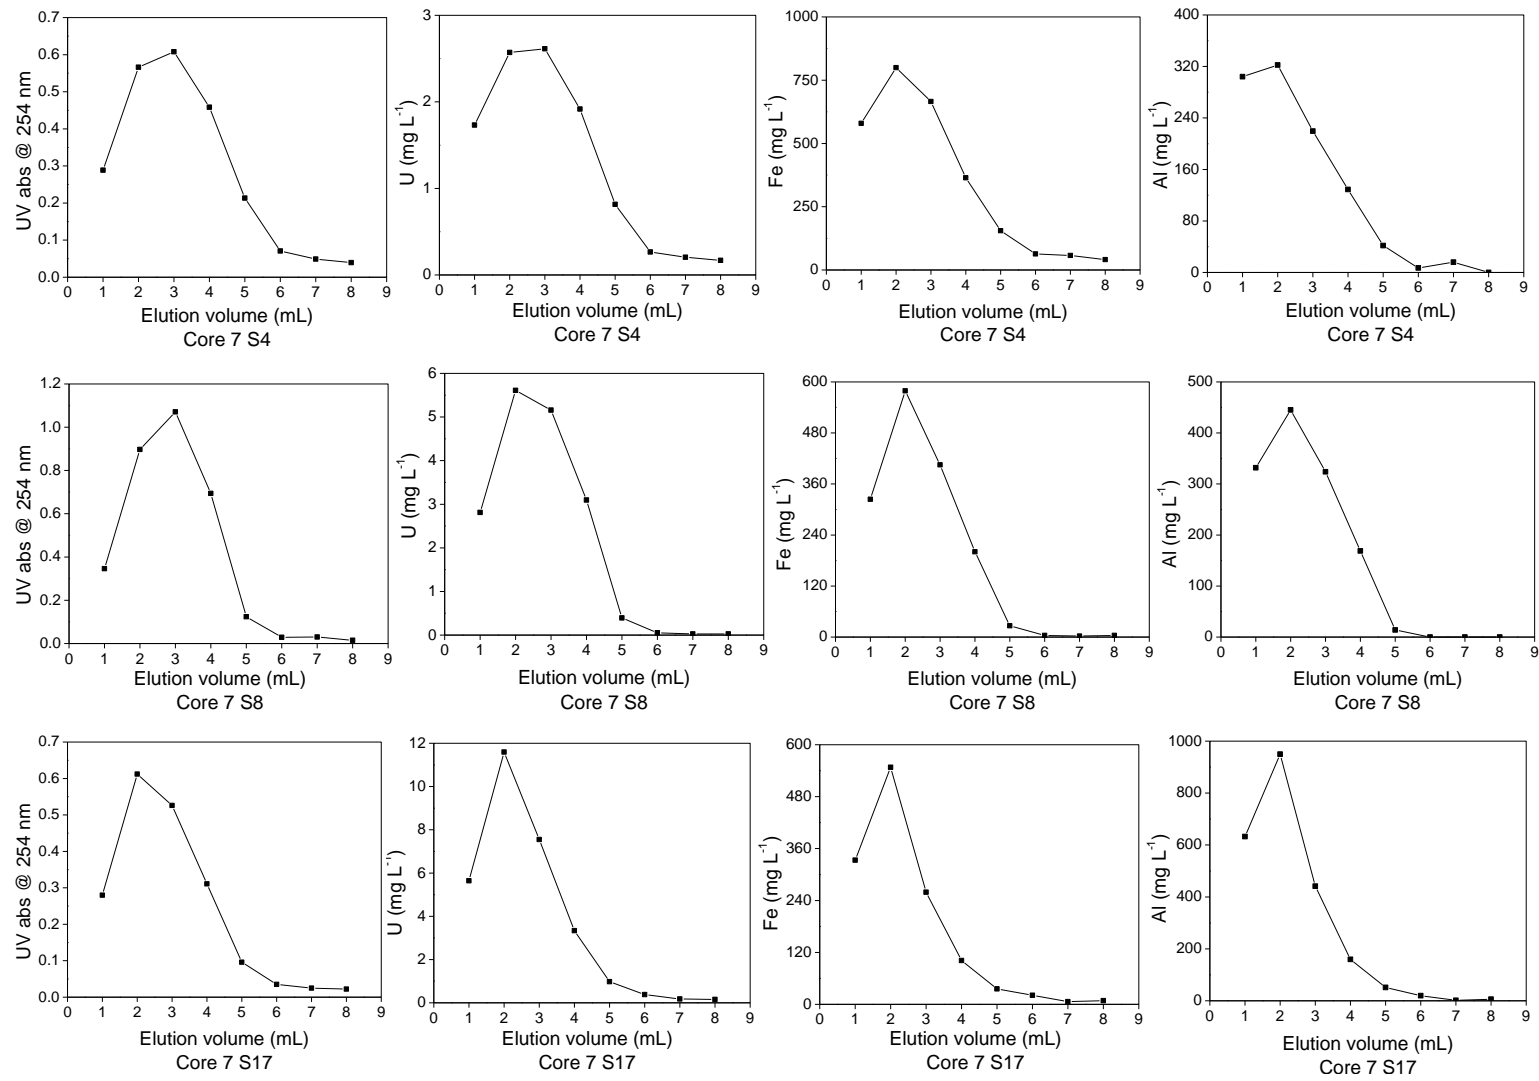 0.7
0.6
0.5
0.4
0.3
0.2
0.1
0.0
UV abs @ 254 nm
0 1 2 3 4 5 6 7 8 9
Elution volume (mL)
Core 7 S4
3
2
1
0
U (mg L⁻¹)
0 1 2 3 4 5 6 7 8 9
Elution volume (mL)
Core 7 S4
1000
750
500
250
0
Fe (mg L⁻¹)
0 1 2 3 4 5 6 7 8 9
Elution volume (mL)
Core 7 S4
400
320
240
160
80
0
Al (mg L⁻¹)
0 1 2 3 4 5 6 7 8 9
Elution volume (mL)
Core 7 S4
1.2
1.0
0.8
0.6
0.4
0.2
0.0
UV abs @ 254 nm
0 1 2 3 4 5 6 7 8 9
Elution volume (mL)
Core 7 S8
6
5
4
3
2
1
0
U (mg L⁻¹)
0 1 2 3 4 5 6 7 8 9
Elution volume (mL)
Core 7 S8
600
480
360
240
120
0
Fe (mg L⁻¹)
0 1 2 3 4 5 6 7 8 9
Elution volume (mL)
Core 7 S8
500
400
300
200
100
0
Al (mg L⁻¹)
0 1 2 3 4 5 6 7 8 9
Elution volume (mL)
Core 7 S8
0.7
0.6
0.5
0.4
0.3
0.2
0.1
0.0
UV abs @ 254 nm
0 1 2 3 4 5 6 7 8 9
Elution volume (mL)
Core 7 S17
12
10
8
6
4
2
0
U (mg L⁻¹)
0 1 2 3 4 5 6 7 8 9
Elution volume (mL)
Core 7 S17
600
480
360
240
120
0
Fe (mg L⁻¹)
0 1 2 3 4 5 6 7 8 9
Elution volume (mL)
Core 7 S17
1000
800
600
400
200
0
Al (mg L⁻¹)
0 1 2 3 4 5 6 7 8 9
Elution volume (mL)
Core 7 S17